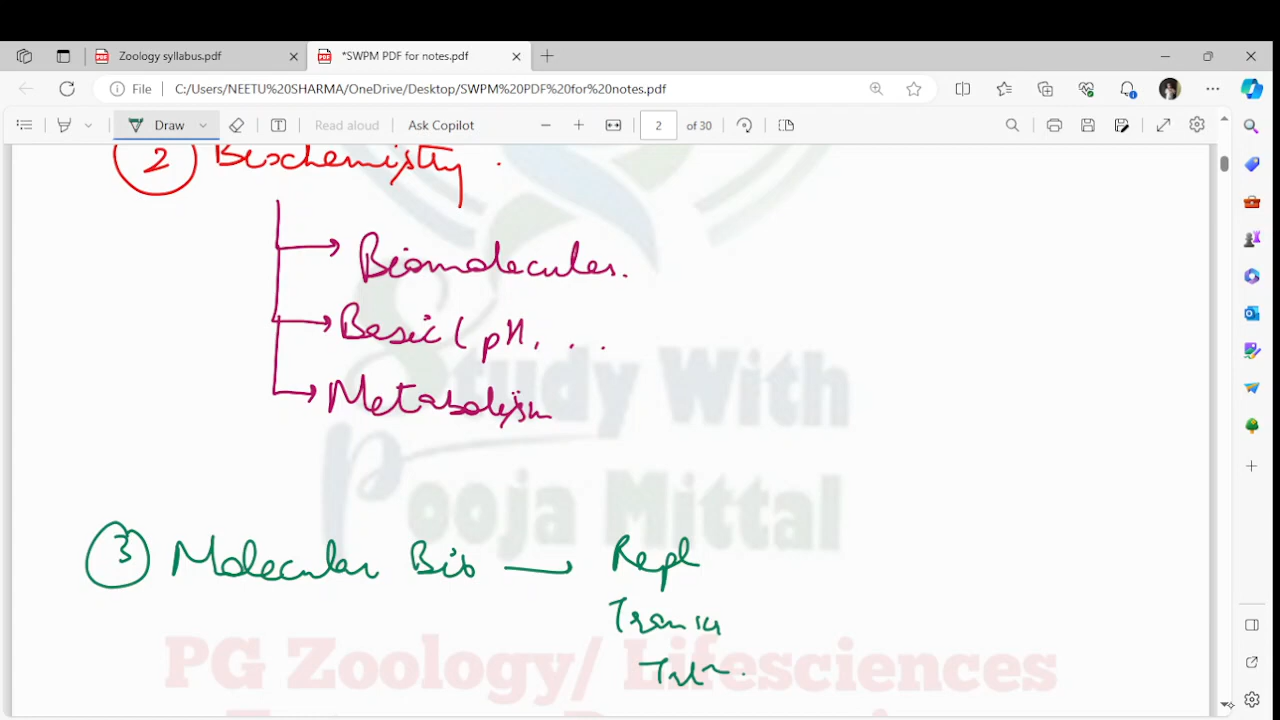 Zoology syllabus.pdf
*SWPM PDF for notes.pdf
File
C:/Users/NEETU%20SHARMA/OneDrive/Desktop/SWPM%20PDF%20for%20notes.pdf
Draw
Read aloud
Ask Copilot
2 of 30
2 Biochemistry.
Biomolecules.
Basic (pH, ...
Metabolism
Study With
Pooja Mittal
3 Molecular Bio → Repl
PG Zoology/ Lifesciences